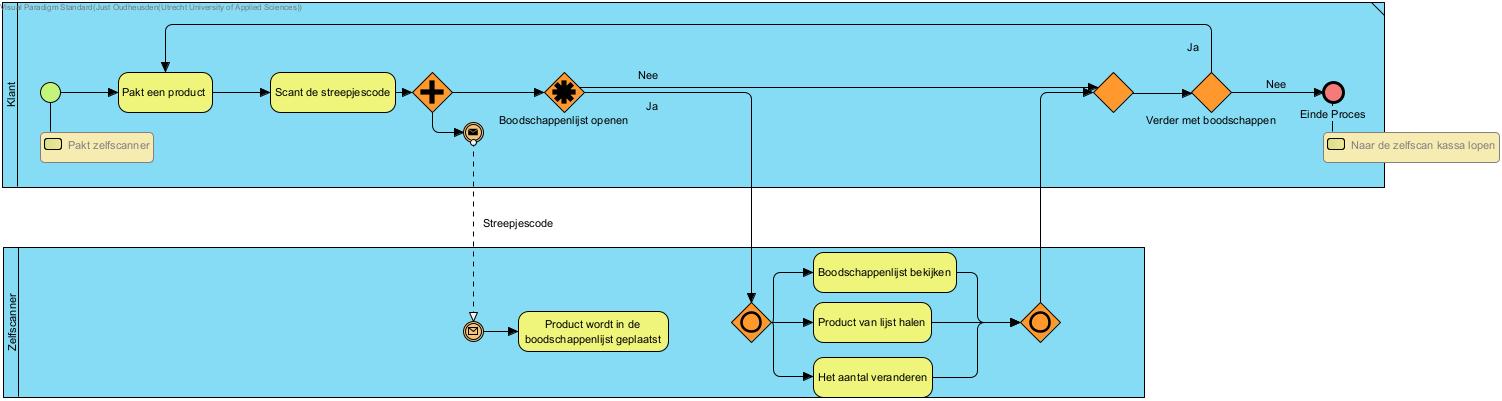 Visual Paradigm Standard(Just Oudheusden(Utrecht University of Applied Sciences))
Klant
Ja
Nee
Pakt een product
Scant de streepjescode
Ja
Nee
Boodschappenlijst openen
Verder met boodschappen
Einde Proces
Pakt zelfscanner
Naar de zelfscan kassa lopen
Streepjescode
Zelfscanner
Boodschappenlijst bekijken
Product wordt in de
boodschappenlijst geplaatst
Product van lijst halen
Het aantal veranderen